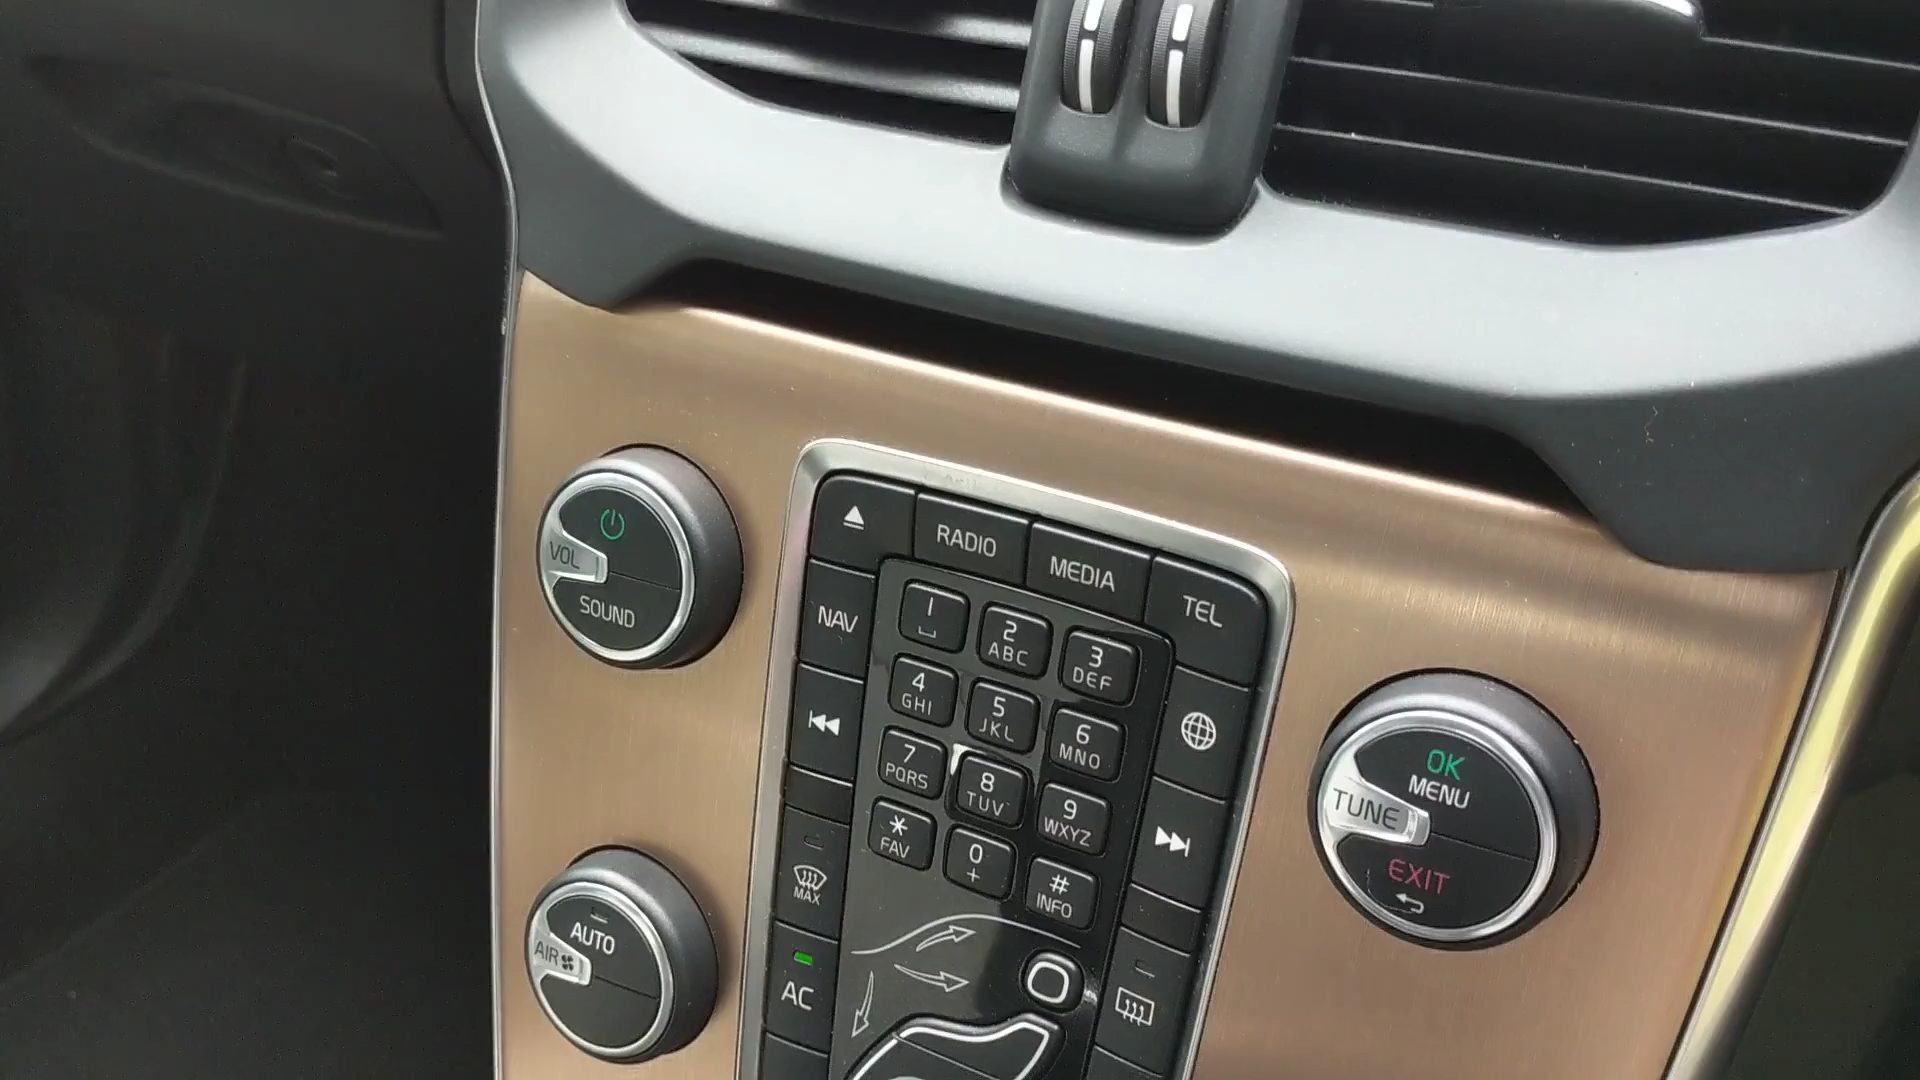 RADIO
MEDIA
TEL
VOL
SOUND
NAV
1
2
ABC
3
DEF
4
GHI
5
JKL
6
MNO
7
PQRS
8
TUV
9
WXYZ
*
FAV
0
+
#
INFO
OK
MENU
TUNE
EXIT
MAX
AUTO
AIR
AC